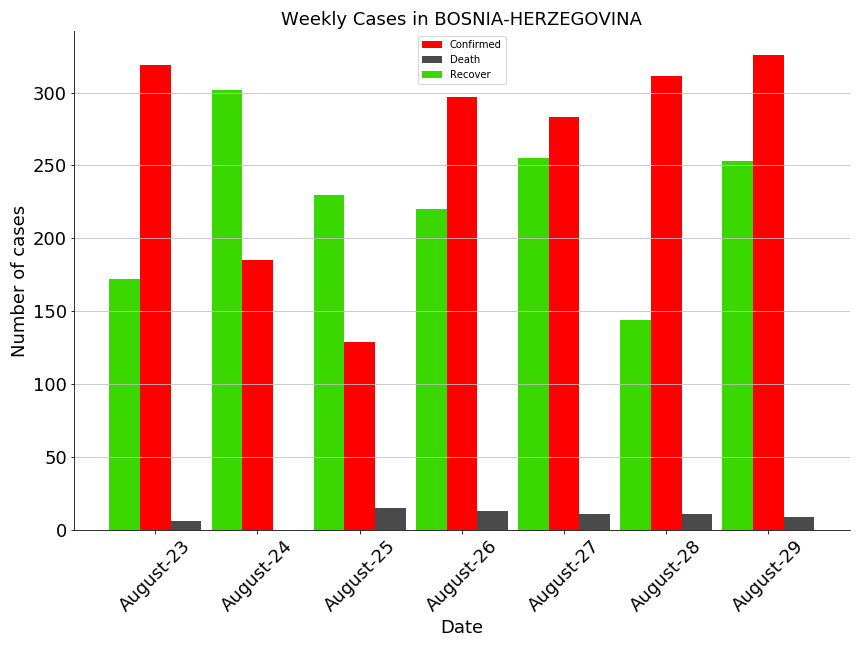 Weekly Cases in BOSNIA-HERZEGOVINA
Confirmed
Death
Recover
Number of cases
300
250
200
150
100
50
0
August-23
August-24
August-25
August-26
August-27
August-28
August-29
Date